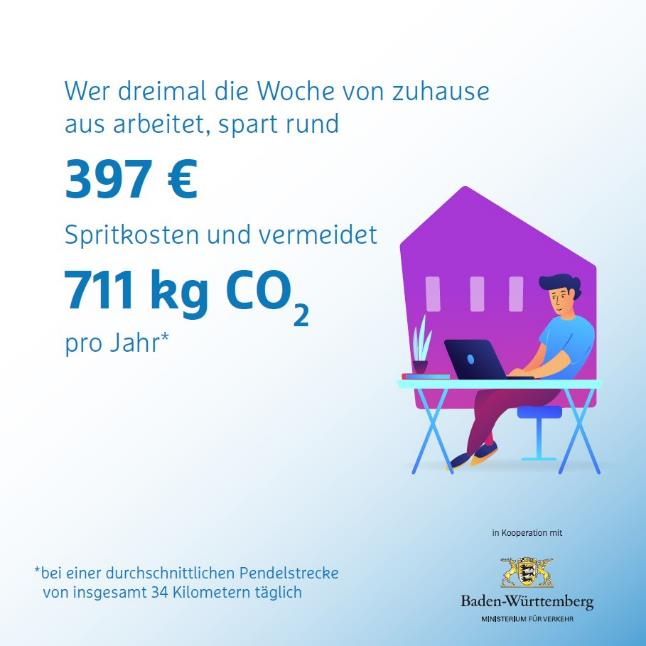 Wer dreimal die Woche von zuhause
aus arbeitet, spart rund
397 €
Spritkosten und vermeidet
711 kg CO₂
pro Jahr*
in Kooperation mit
Baden-Württemberg
MINISTERIUM FÜR VERKEHR
*bei einer durchschnittlichen Pendelstrecke
von insgesamt 34 Kilometern täglich